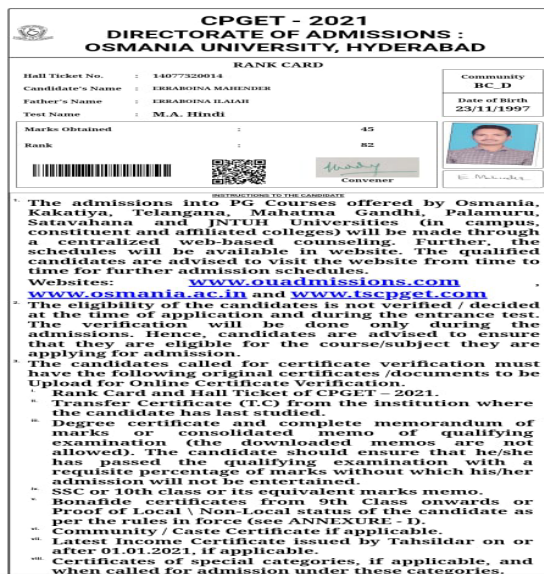 CPGET - 2021
DIRECTORATE OF ADMISSIONS :
OSMANIA UNIVERSITY, HYDERABAD
RANK CARD
Hall Ticket No. : 14077320014
Candidate's Name : ERRABOINA MAHENDER
Father's Name : ERRABOINA ILAIAH
Test Name : M.A. Hindi
Community
BC_D
Date of Birth
23/11/1997
Marks Obtained : 45
Rank : 82
Convener
INSTRUCTIONS TO THE CANDIDATE
1. The admissions into PG Courses offered by Osmania,
Kakatiya, Telangana, Mahatma Gandhi, Palamuru,
Satavahana and JNTUH Universities (in campus,
constituent and affiliated colleges) will be made through
a centralized web-based counseling. Further, the
schedules will be available in website. The qualified
candidates are advised to visit the website from time to
time for further admission schedules.
Websites: www.ouadmissions.com ,
www.osmania.ac.in and www.tscpget.com
2. The eligibility of the candidates is not verified / decided
at the time of application and during the entrance test.
The verification will be done only during the
admissions. Hence, candidates are advised to ensure
that they are eligible for the course/subject they are
applying for admission.
3. The candidates called for certificate verification must
have the following original certificates /documents to be
Upload for Online Certificate Verification.
i. Rank Card and Hall Ticket of CPGET – 2021.
ii. Transfer Certificate (T.C) from the institution where
the candidate has last studied.
iii. Degree certificate and complete memorandum of
marks or consolidated memo of qualifying
examination (the downloaded memos are not
allowed). The candidate should ensure that he/she
has passed the qualifying examination with a
requisite percentage of marks without which his/her
admission will not be entertained.
iv. SSC or 10th class or its equivalent marks memo.
v. Bonafide certificates from 9th Class onwards or
Proof of Local \ Non-Local status of the candidate as
per the rules in force (see ANNEXURE - I).
vi. Community / Caste Certificate if applicable.
vii. Latest Income Certificate issued by Tahsildar on or
after 01.01.2021, if applicable.
viii. Certificates of special categories, if applicable, and
when called for admission under these categories.